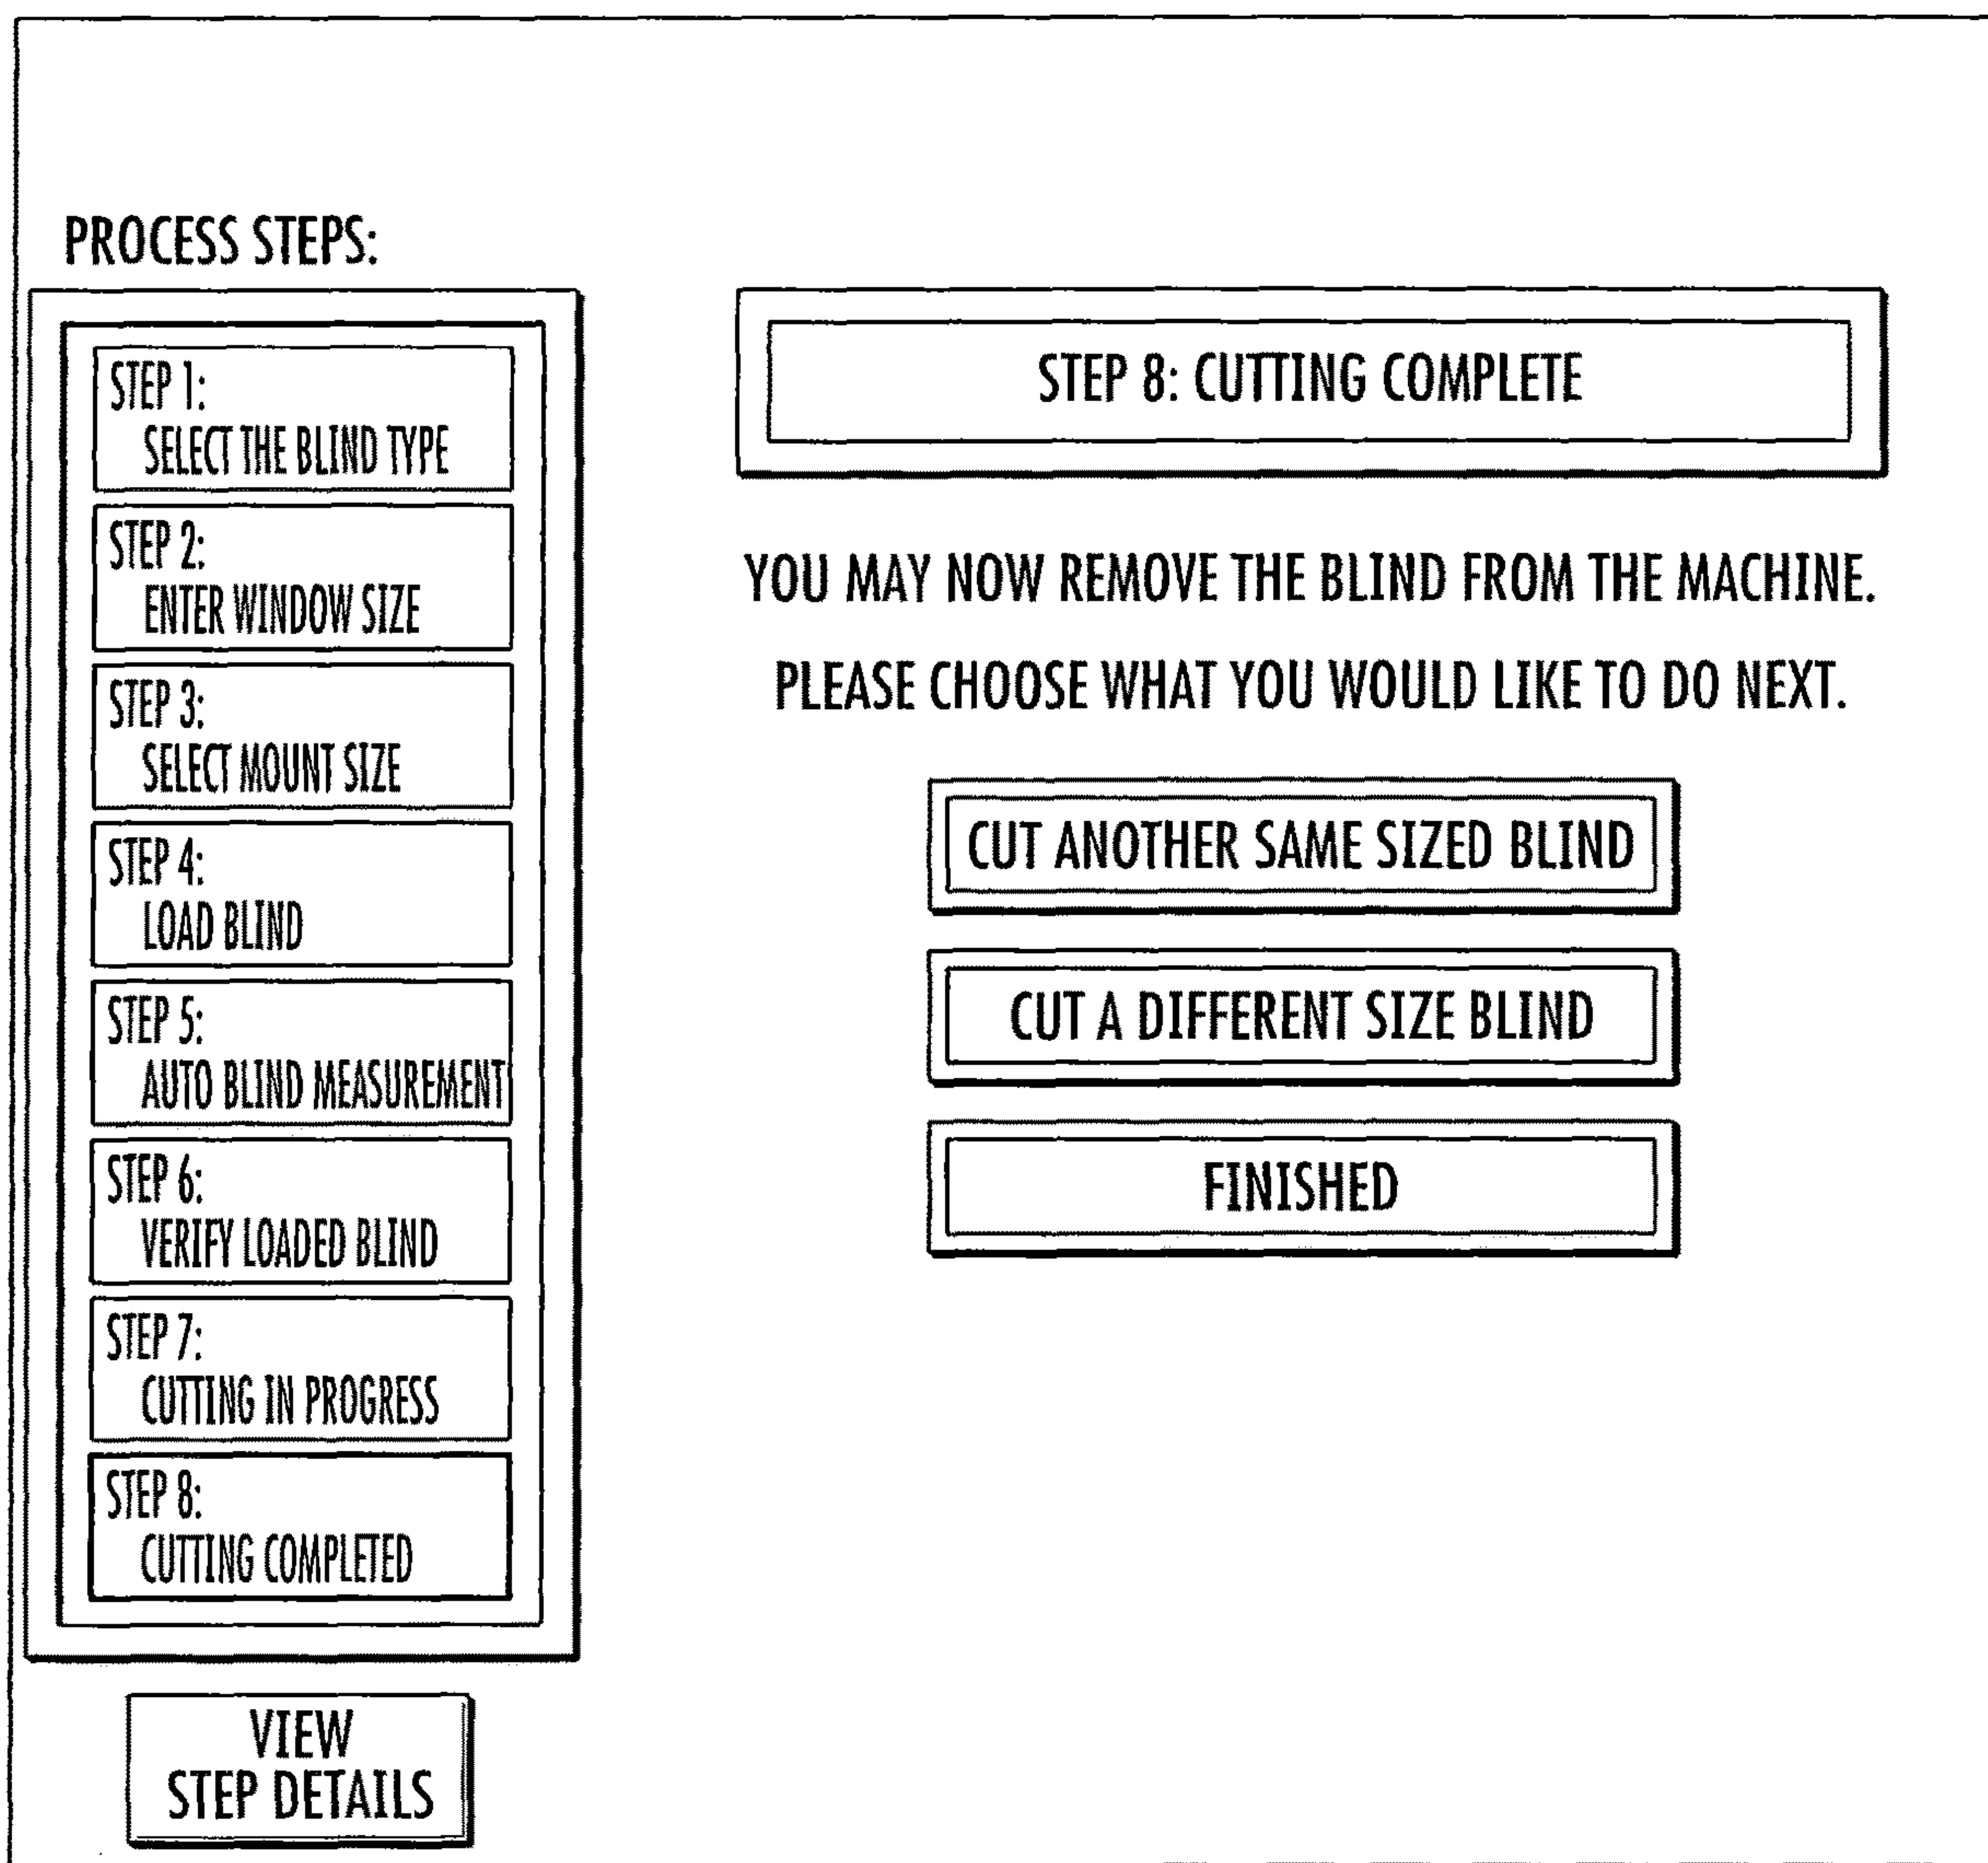 PROCESS STEPS:
STEP 1:
SELECT THE BLIND TYPE
STEP 2:
ENTER WINDOW SIZE
STEP 3:
SELECT MOUNT SIZE
STEP 4:
LOAD BLIND
STEP 5:
AUTO BLIND MEASUREMENT
STEP 6:
VERIFY LOADED BLIND
STEP 7:
CUTTING IN PROGRESS
STEP 8:
CUTTING COMPLETED
VIEW
STEP DETAILS
STEP 8: CUTTING COMPLETE
YOU MAY NOW REMOVE THE BLIND FROM THE MACHINE.
PLEASE CHOOSE WHAT YOU WOULD LIKE TO DO NEXT.
CUT ANOTHER SAME SIZED BLIND
CUT A DIFFERENT SIZE BLIND
FINISHED